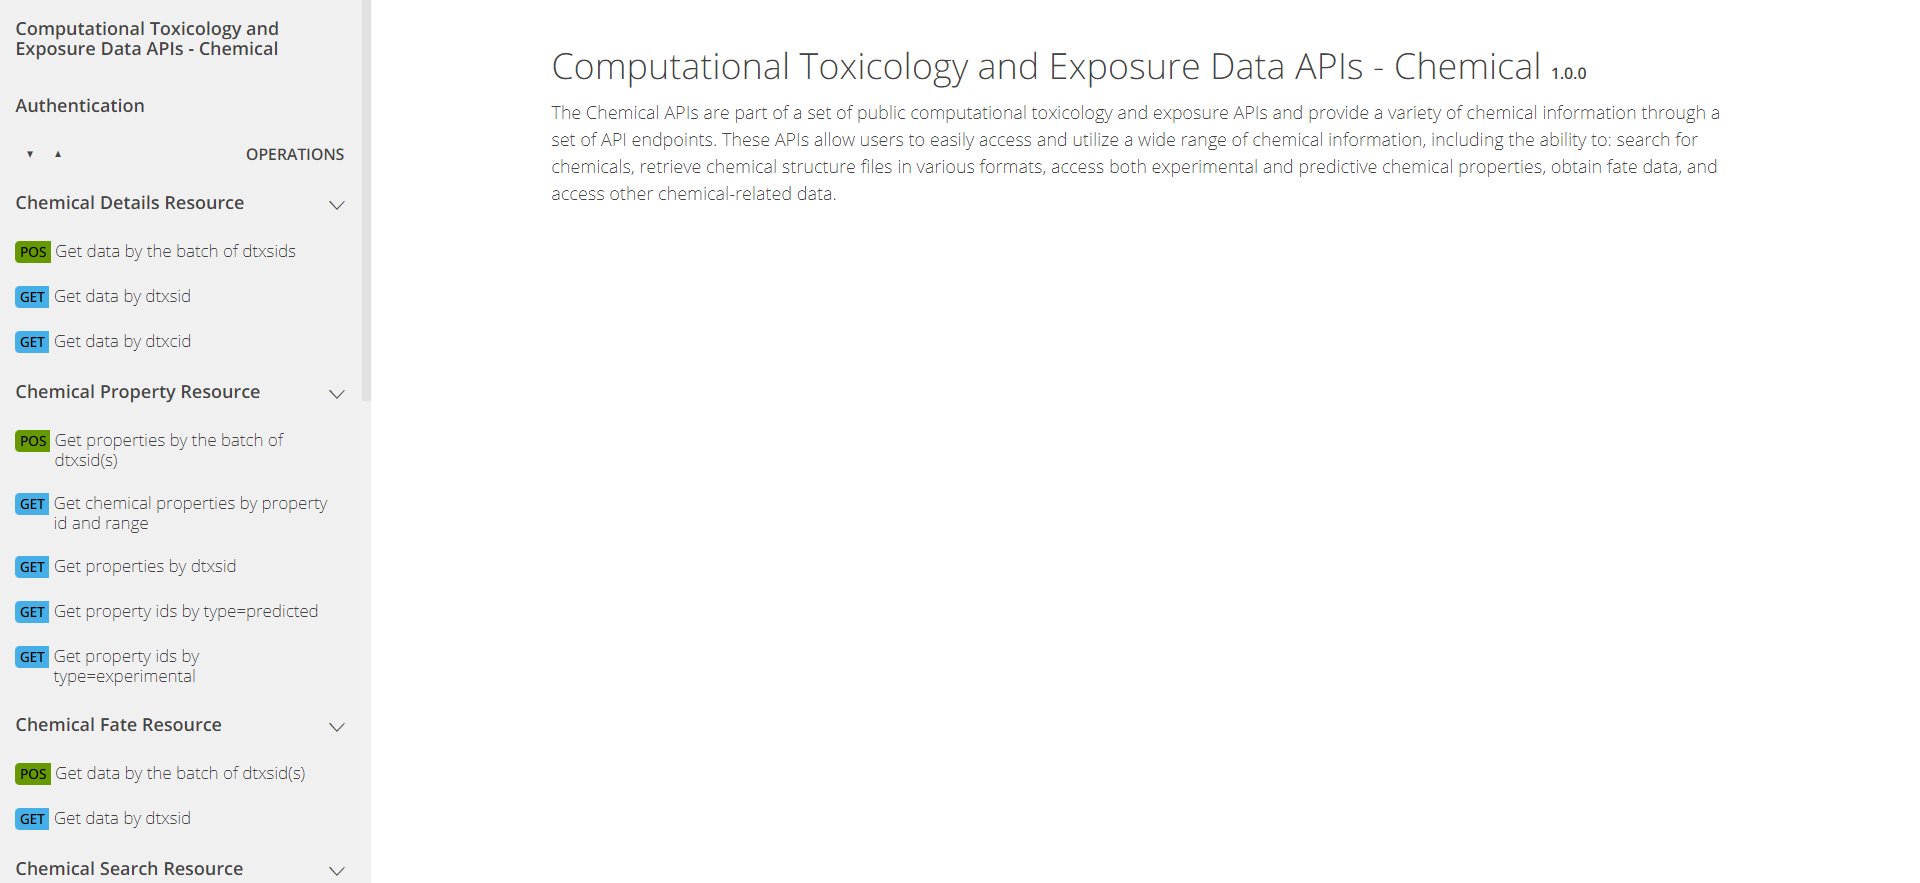 Computational Toxicology and
Exposure Data APIs - Chemical
Authentication
▼ ▲ OPERATIONS
Chemical Details Resource
POS Get data by the batch of dtxsids
GET Get data by dtxsid
GET Get data by dtxcid
Chemical Property Resource
POS Get properties by the batch of
dtxsid(s)
GET Get chemical properties by property
id and range
GET Get properties by dtxsid
GET Get property ids by type=predicted
GET Get property ids by
type=experimental
Chemical Fate Resource
POS Get data by the batch of dtxsid(s)
GET Get data by dtxsid
Chemical Search Resource
Computational Toxicology and Exposure Data APIs - Chemical 1.0.0
The Chemical APIs are part of a set of public computational toxicology and exposure APIs and provide a variety of chemical information through a
set of API endpoints. These APIs allow users to easily access and utilize a wide range of chemical information, including the ability to: search for
chemicals, retrieve chemical structure files in various formats, access both experimental and predictive chemical properties, obtain fate data, and
access other chemical-related data.